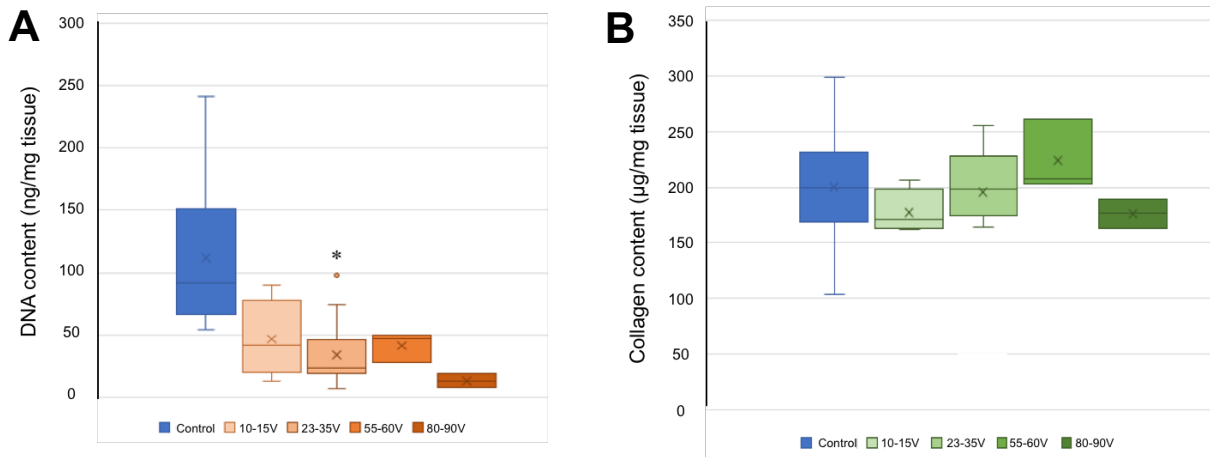 A
DNA content (ng/mg tissue)
300
250
200
150
100
50
0
*
Control 10-15V 23-35V 55-60V 80-90V
B
Collagen content (µg/mg tissue)
350
300
250
200
150
100
50
0
Control 10-15V 23-35V 55-60V 80-90V